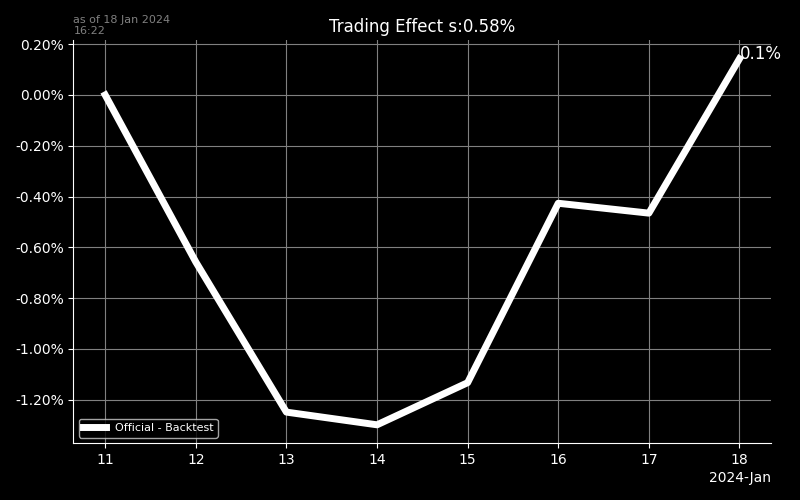 as of 18 Jan 2024
16:22
Trading Effect s:0.58%
0.20%
0.00%
-0.20%
-0.40%
-0.60%
-0.80%
-1.00%
-1.20%
0.1%
Official - Backtest
11 12 13 14 15 16 17 18
2024-Jan